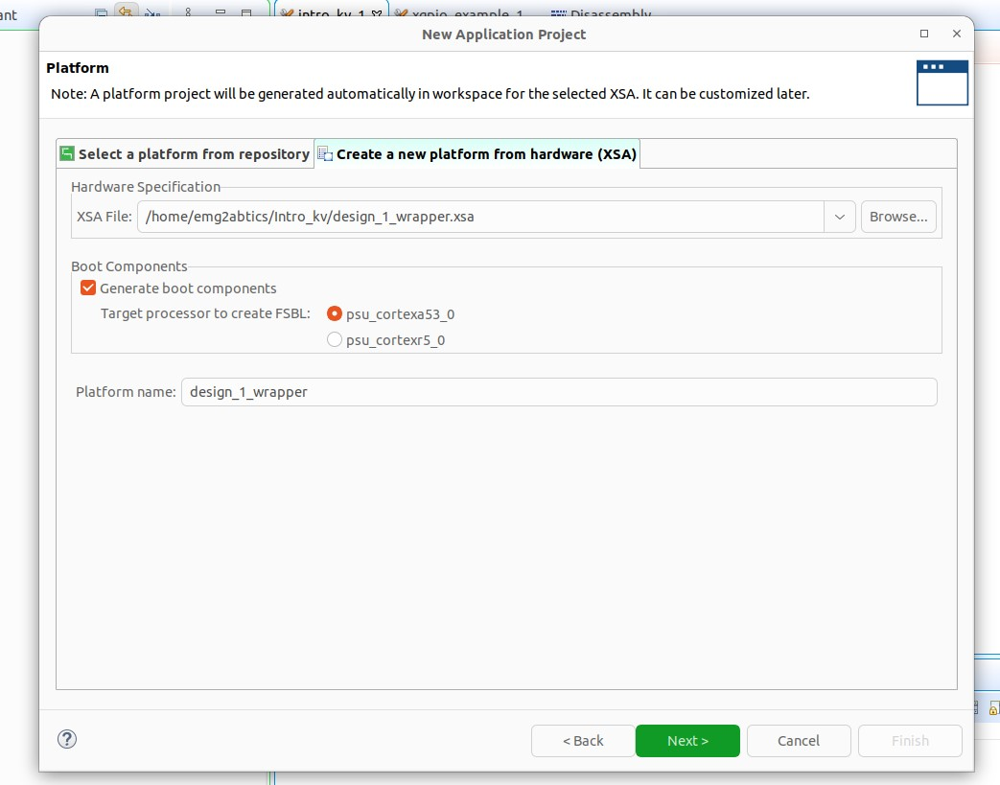 ant
intro_kv_1
xgpio_example_1
Disassembly
New Application Project
Platform
Note: A platform project will be generated automatically in workspace for the selected XSA. It can be customized later.
Select a platform from repository
Create a new platform from hardware (XSA)
Hardware Specification
XSA File: /home/emg2abtics/Intro_kv/design_1_wrapper.xsa
Browse...
Boot Components
Generate boot components
Target processor to create FSBL:
psu_cortexa53_0
psu_cortexr5_0
Platform name: design_1_wrapper
?
< Back
Next >
Cancel
Finish